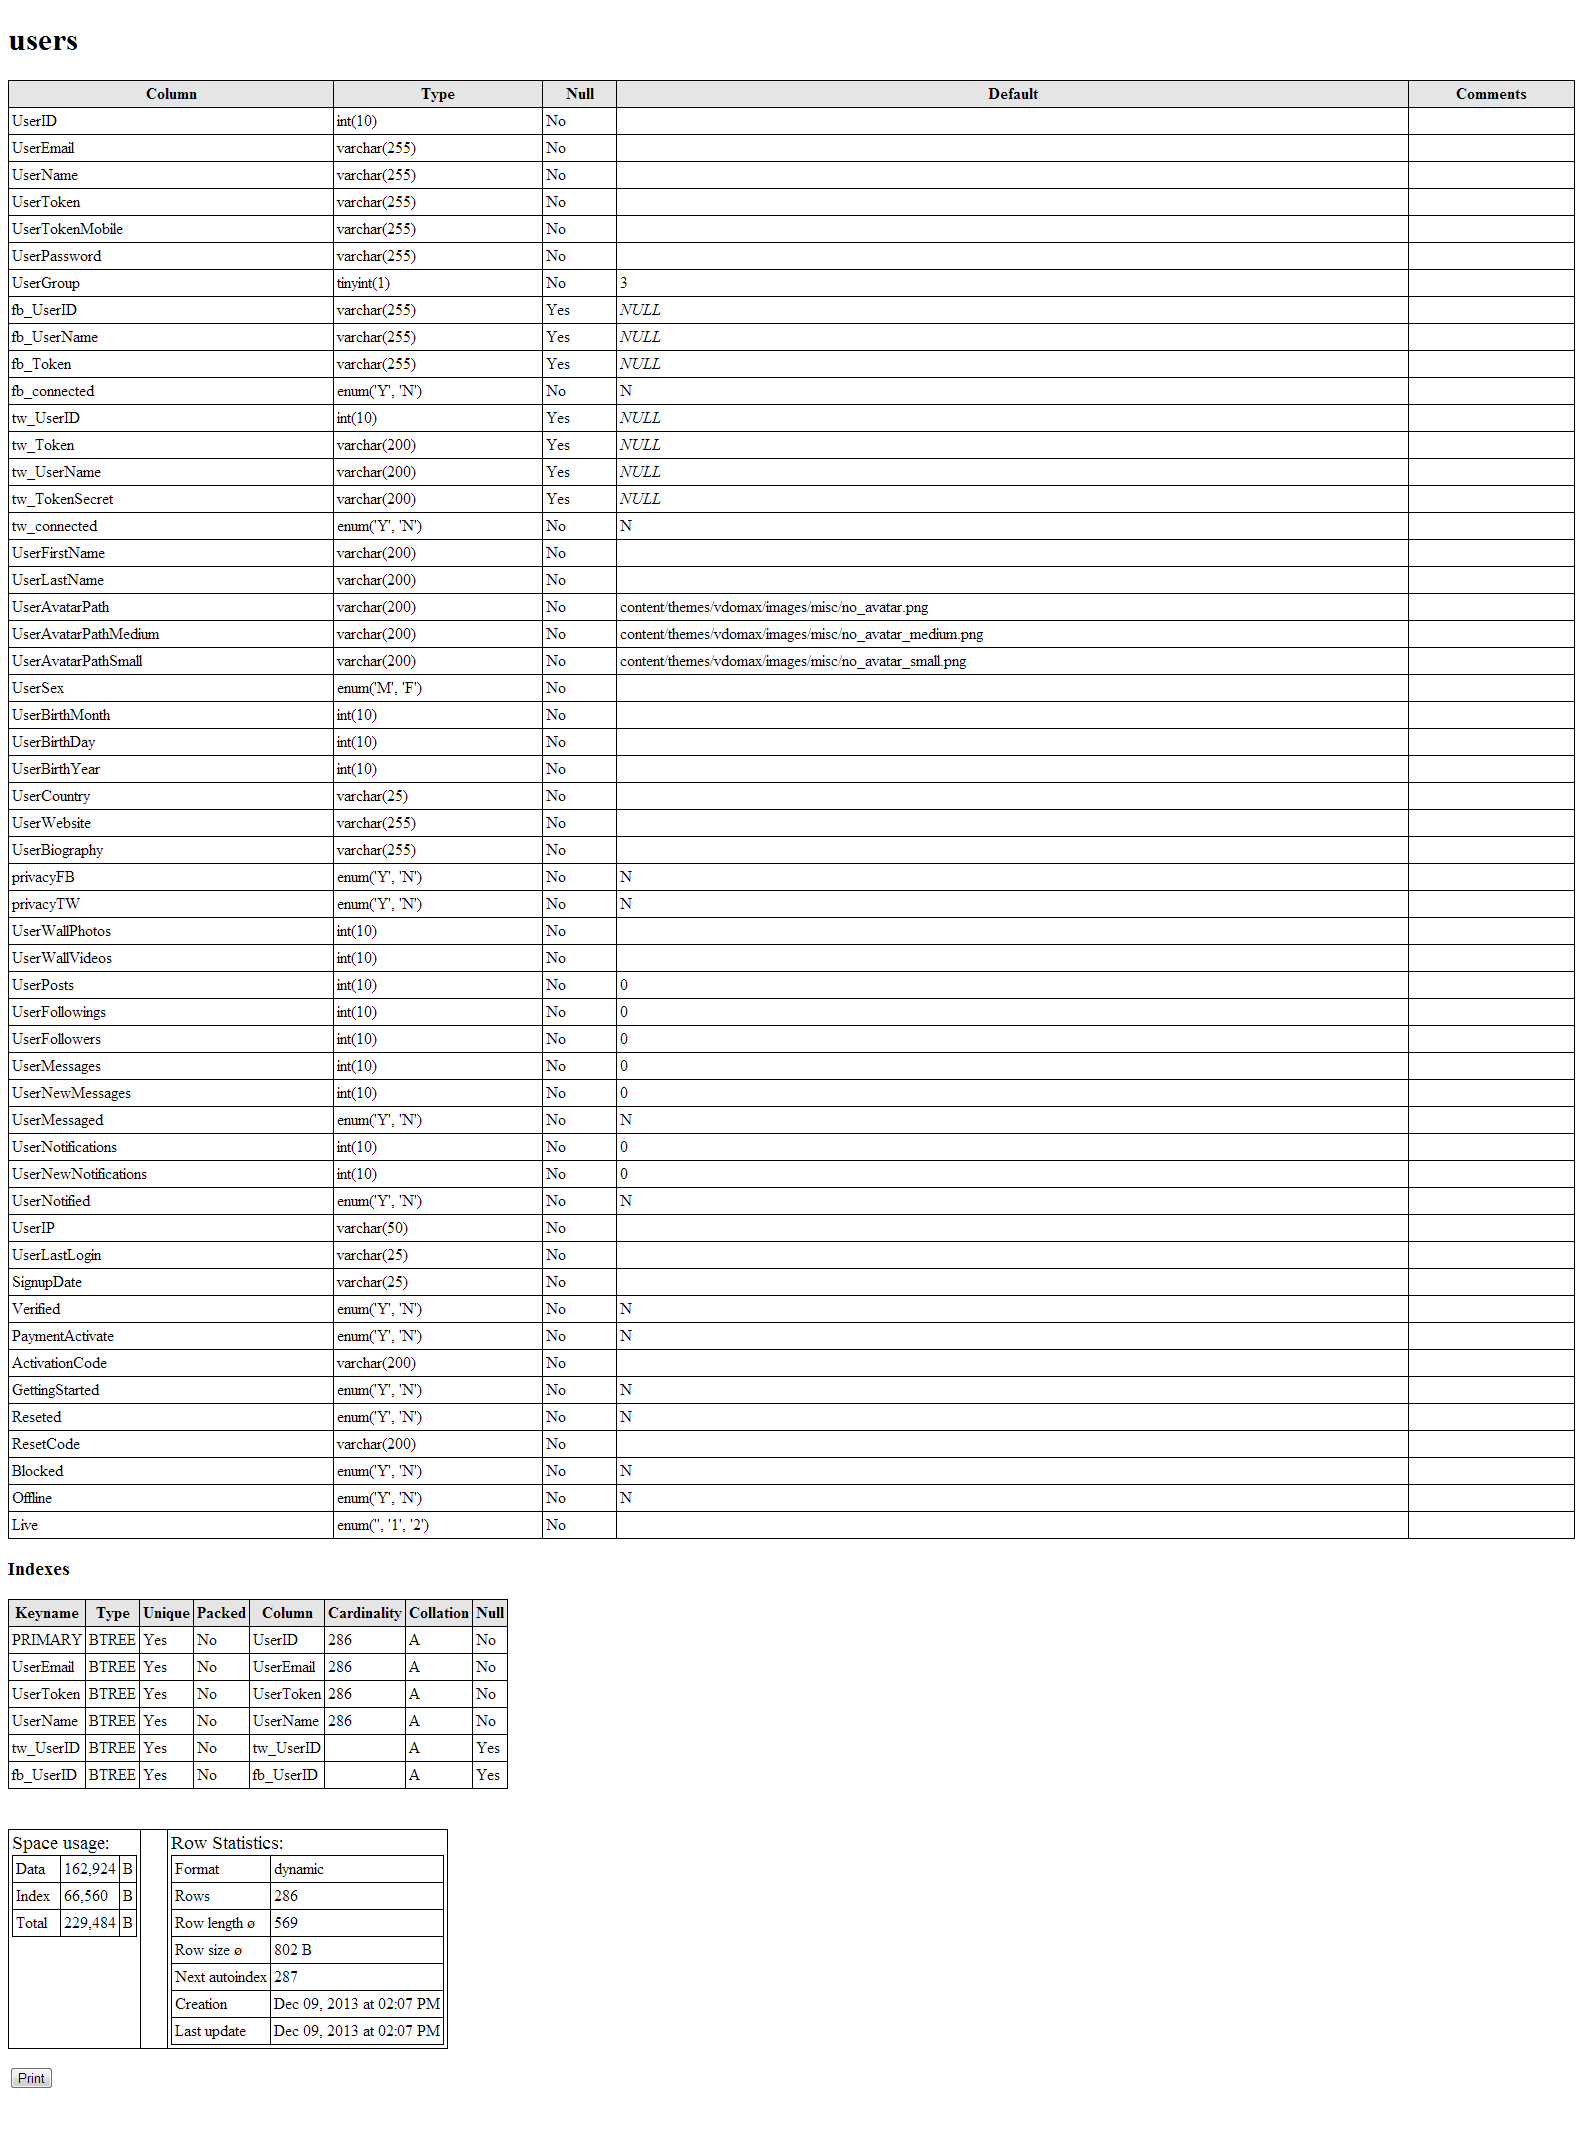 users
Column Type Null Default Comments
UserID int(10) No
UserEmail varchar(255) No
UserName varchar(255) No
UserToken varchar(255) No
UserTokenMobile varchar(255) No
UserPassword varchar(255) No
UserGroup tinyint(1) No 3
fb_UserID varchar(255) Yes NULL
fb_UserName varchar(255) Yes NULL
fb_Token varchar(255) Yes NULL
fb_connected enum('Y', 'N') No N
tw_UserID int(10) Yes NULL
tw_Token varchar(200) Yes NULL
tw_UserName varchar(200) Yes NULL
tw_TokenSecret varchar(200) Yes NULL
tw_connected enum('Y', 'N') No N
UserFirstName varchar(200) No
UserLastName varchar(200) No
UserAvatarPath varchar(200) No content/themes/vdomax/images/misc/no_avatar.png
UserAvatarPathMedium varchar(200) No content/themes/vdomax/images/misc/no_avatar_medium.png
UserAvatarPathSmall varchar(200) No content/themes/vdomax/images/misc/no_avatar_small.png
UserSex enum('M', 'F') No
UserBirthMonth int(10) No
UserBirthDay int(10) No
UserBirthYear int(10) No
UserCountry varchar(25) No
UserWebsite varchar(255) No
UserBiography varchar(255) No
privacyFB enum('Y', 'N') No N
privacyTW enum('Y', 'N') No N
UserWallPhotos int(10) No
UserWallVideos int(10) No
UserPosts int(10) No 0
UserFollowings int(10) No 0
UserFollowers int(10) No 0
UserMessages int(10) No 0
UserNewMessages int(10) No 0
UserMessaged enum('Y', 'N') No N
UserNotifications int(10) No 0
UserNewNotifications int(10) No 0
UserNotified enum('Y', 'N') No N
UserIP varchar(50) No
UserLastLogin varchar(25) No
SignupDate varchar(25) No
Verified enum('Y', 'N') No N
PaymentActivate enum('Y', 'N') No N
ActivationCode varchar(200) No
GettingStarted enum('Y', 'N') No N
Reseted enum('Y', 'N') No N
ResetCode varchar(200) No
Blocked enum('Y', 'N') No N
Offline enum('Y', 'N') No N
Live enum('', '1', '2') No
Indexes
Keyname Type Unique Packed Column Cardinality Collation Null
PRIMARY BTREE Yes No UserID 286 A No
UserEmail BTREE Yes No UserEmail 286 A No
UserToken BTREE Yes No UserToken 286 A No
UserName BTREE Yes No UserName 286 A No
tw_UserID BTREE Yes No tw_UserID A Yes
fb_UserID BTREE Yes No fb_UserID A Yes
Space usage:
Data 162,924 B
Index 66,560 B
Total 229,484 B
Row Statistics:
Format dynamic
Rows 286
Row length ø 569
Row size ø 802 B
Next autoindex 287
Creation Dec 09, 2013 at 02:07 PM
Last update Dec 09, 2013 at 02:07 PM
Print